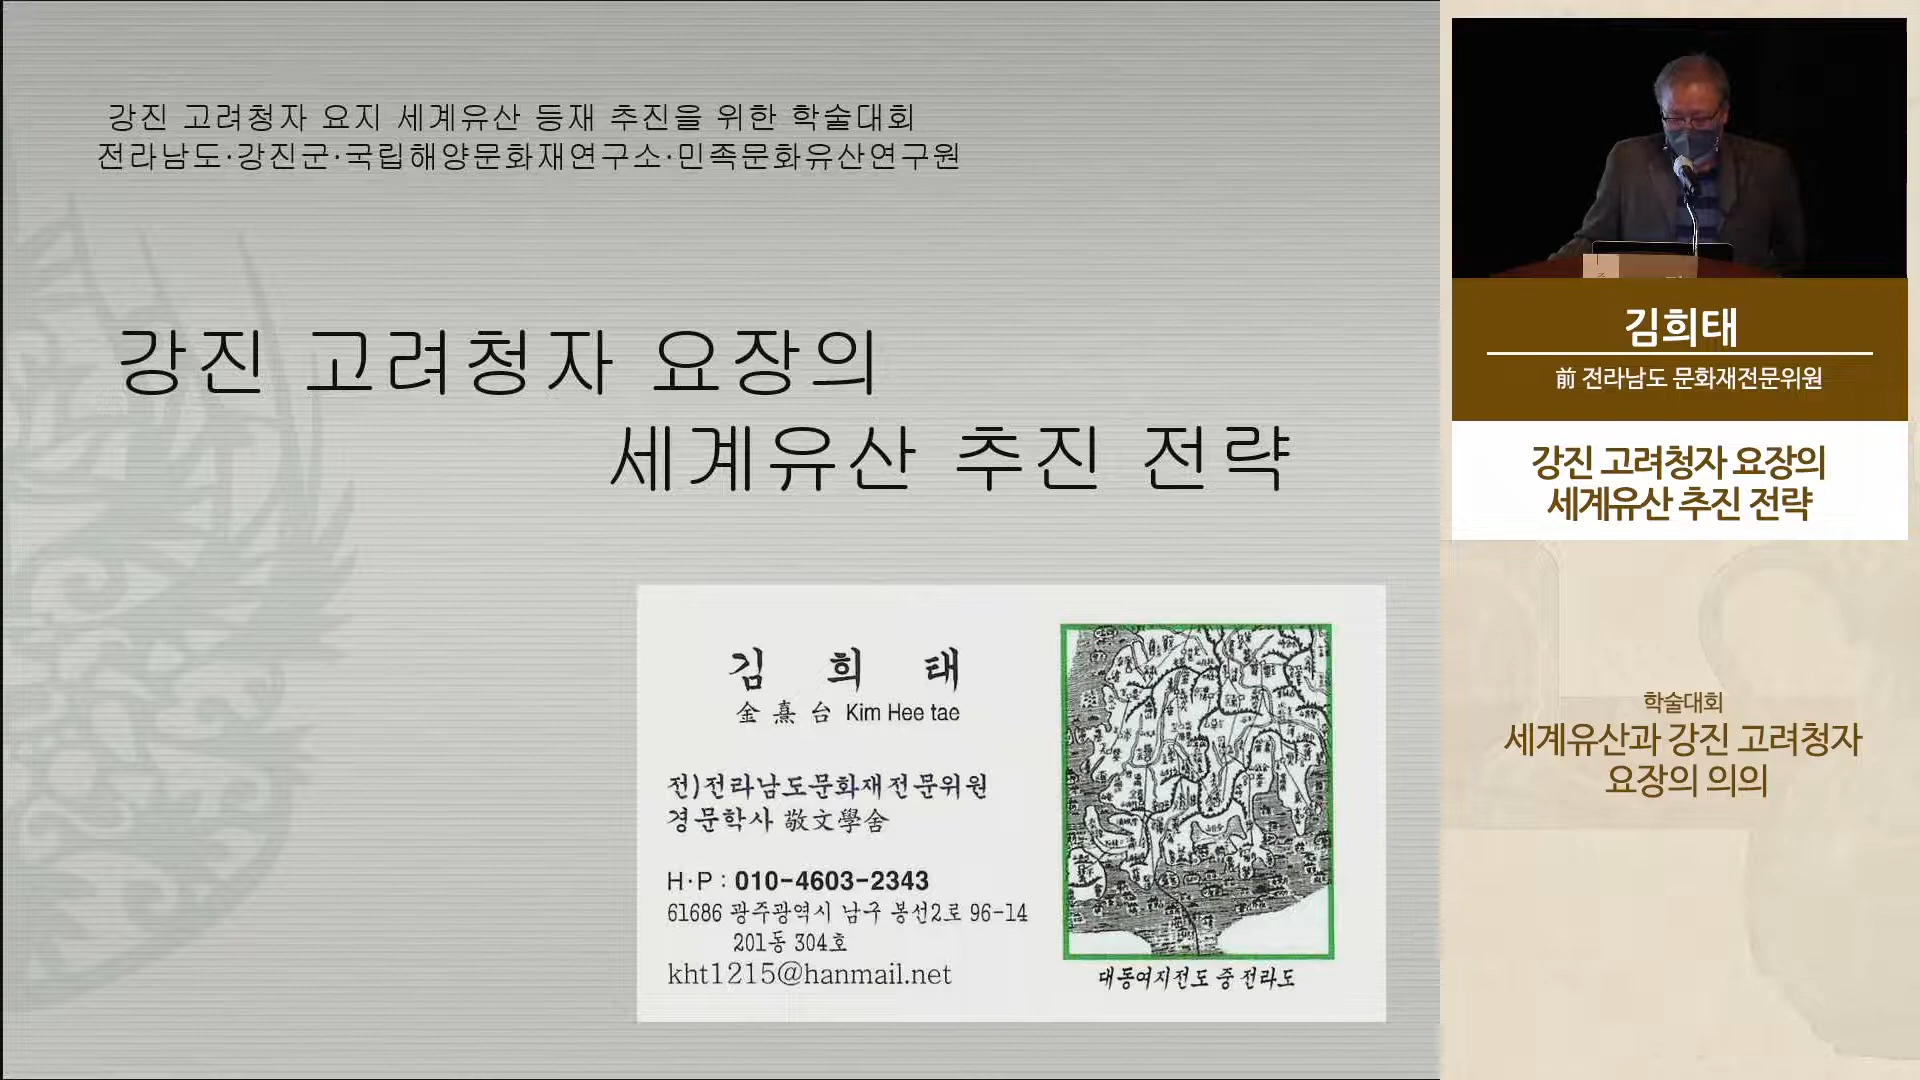 강진 고려청자 요지 세계유산 등재 추진을 위한 학술대회
전라남도·강진군·국립해양문화재연구소·민족문화유산연구원
강진 고려청자 요장의
세계유산 추진 전략
김 희 태
金 熹 台 Kim Hee tae
전)전라남도문화재전문위원
경문학사 敬文學舍
H·P : 010-4603-2343
61686 광주광역시 남구 봉선2로 96-14
201동 304호
kht1215@hanmail.net
대동여지전도 중 전라도
김희태
前 전라남도 문화재전문위원
강진 고려청자 요장의
세계유산 추진 전략
학술대회
세계유산과 강진 고려청자
요장의 의의